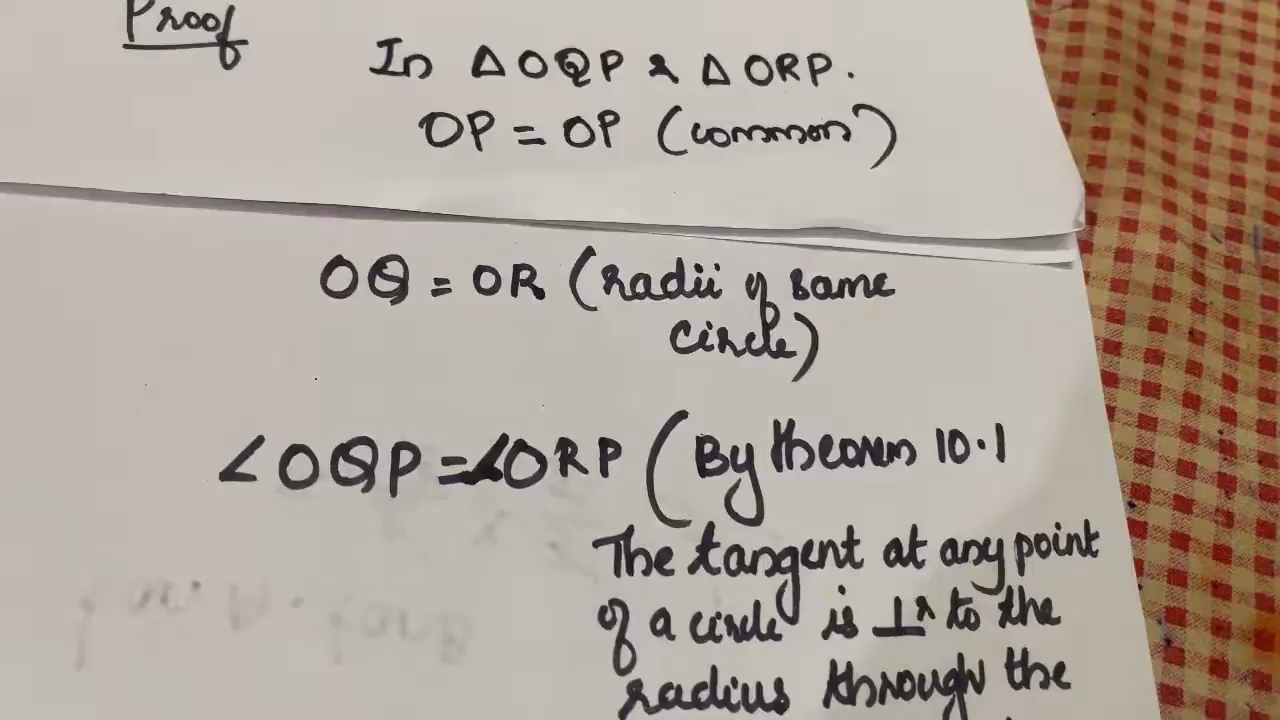 Proof
In △OQP & △ORP.
OP = OP (common)
OQ = OR (radii of same
circle)
∠OQP = ∠ORP (By theorem 10.1
The tangent at any point
of a circle is ⊥r to the
radius through the